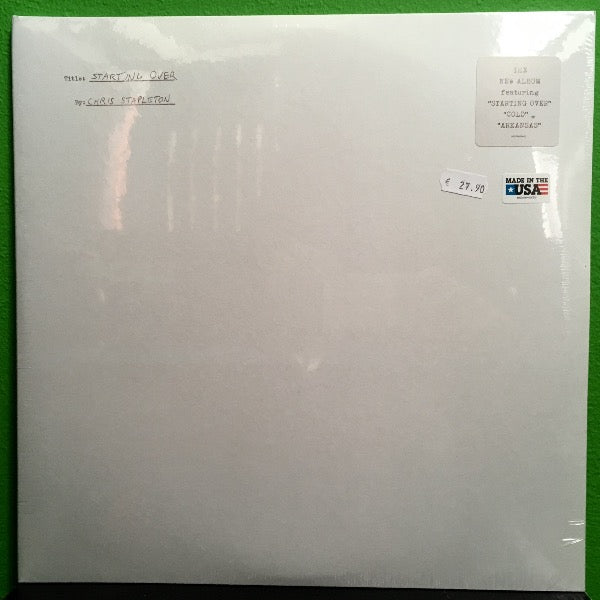 Title: STARTING OVER
By: CHRIS STAPLETON
THE
NEW ALBUM
featuring
"STARTING OVER"
"COLD" &
"ARKANSAS"
€ 27.90
MADE IN THE
USA